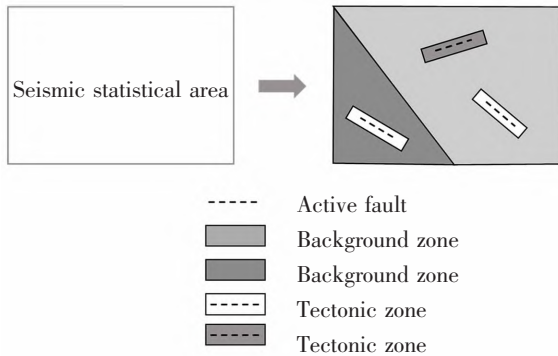 Seismic statistical area
Active fault
Background zone
Background zone
Tectonic zone
Tectonic zone